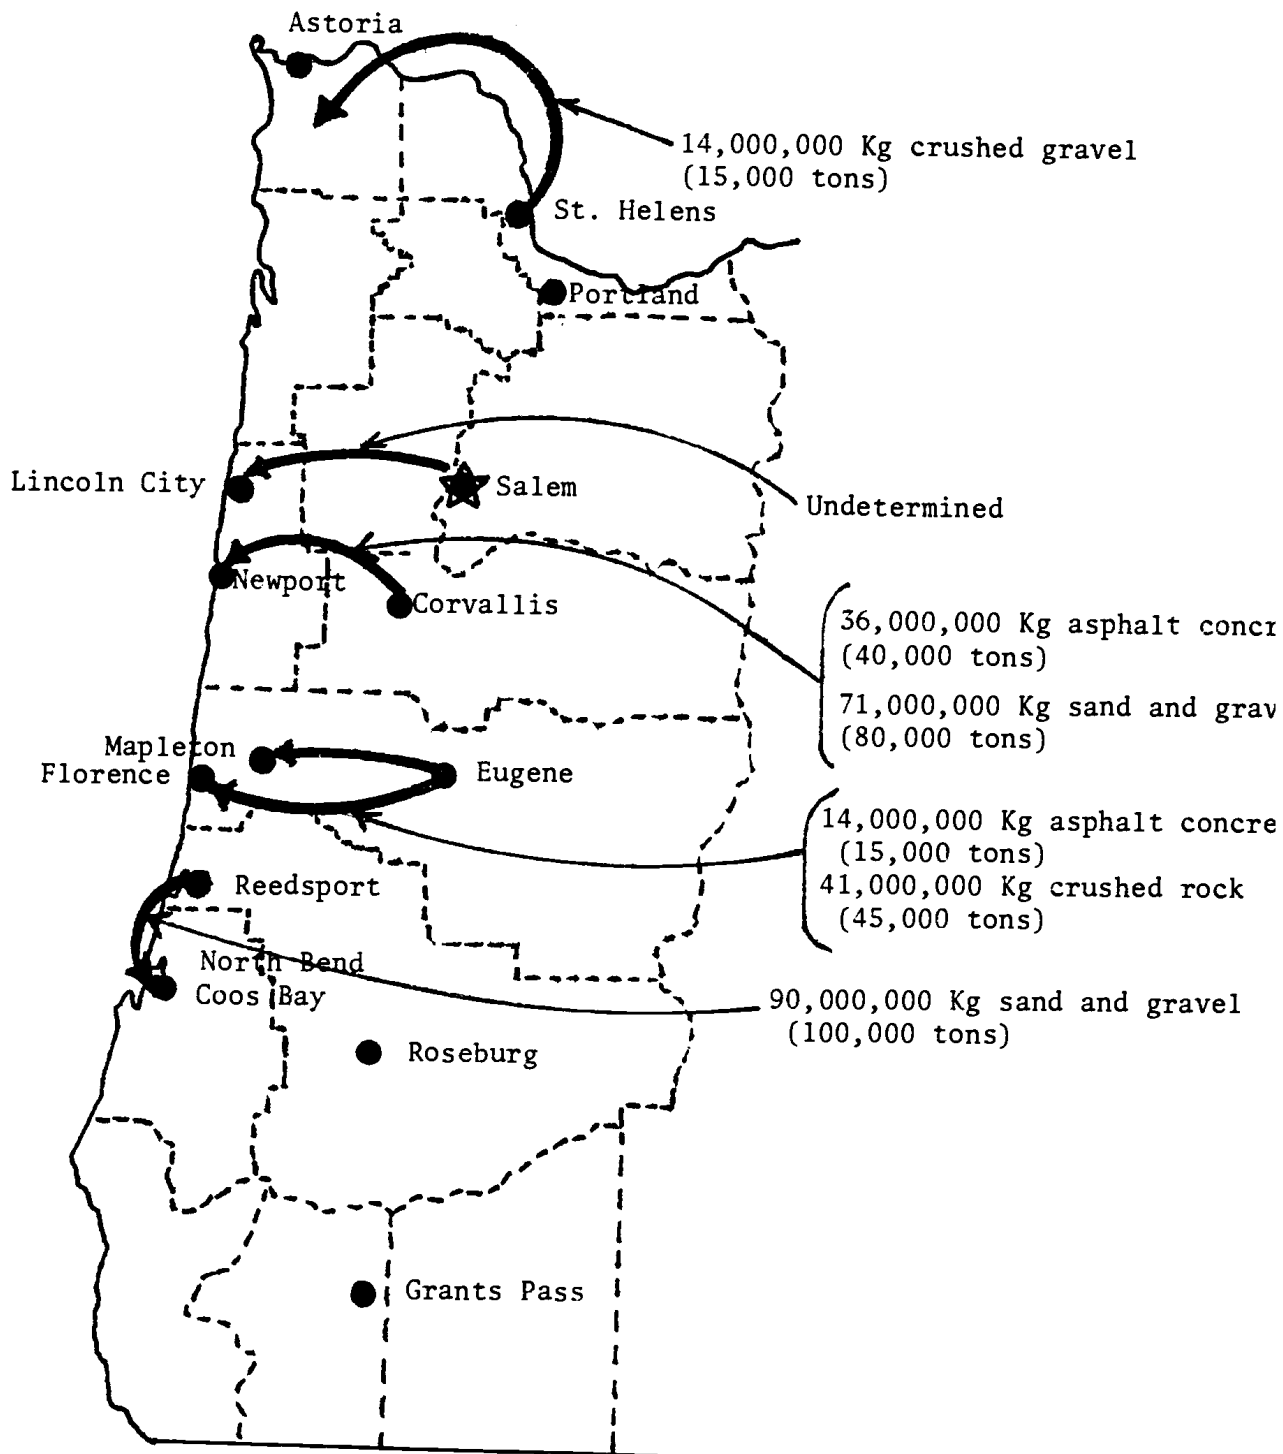 Astoria
14,000,000 Kg crushed gravel
(15,000 tons)
St. Helens
Portland
Lincoln City
Salem
Undetermined
Newport
Corvallis
36,000,000 Kg asphalt concr
(40,000 tons)
71,000,000 Kg sand and grav
(80,000 tons)
Mapleton
Florence
Eugene
14,000,000 Kg asphalt concre
(15,000 tons)
41,000,000 Kg crushed rock
(45,000 tons)
Reedsport
North Bend
Coos Bay
90,000,000 Kg sand and gravel
(100,000 tons)
Roseburg
Grants Pass